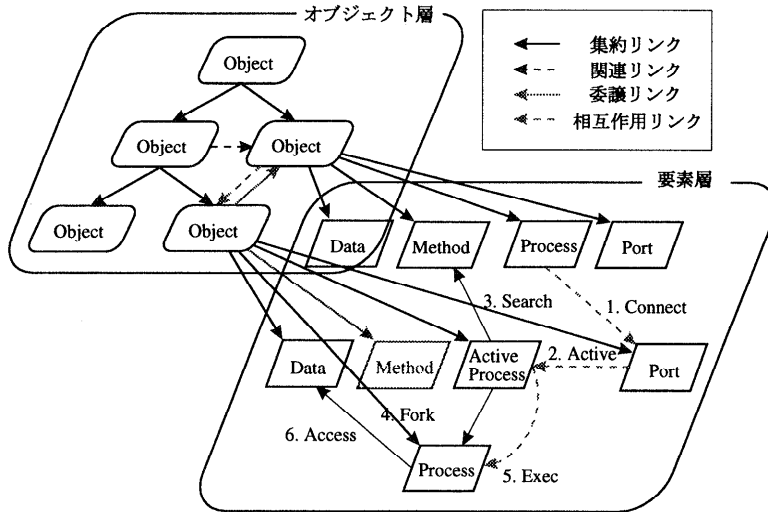 オブジェクト層
Object
集約リンク
関連リンク
委譲リンク
相互作用リンク
Object
Object
要素層
Object
Object
Data
Method
Process
Port
3. Search
1. Connect
2. Active
Data
Method
Active
Process
Port
4. Fork
6. Access
Process
5. Exec